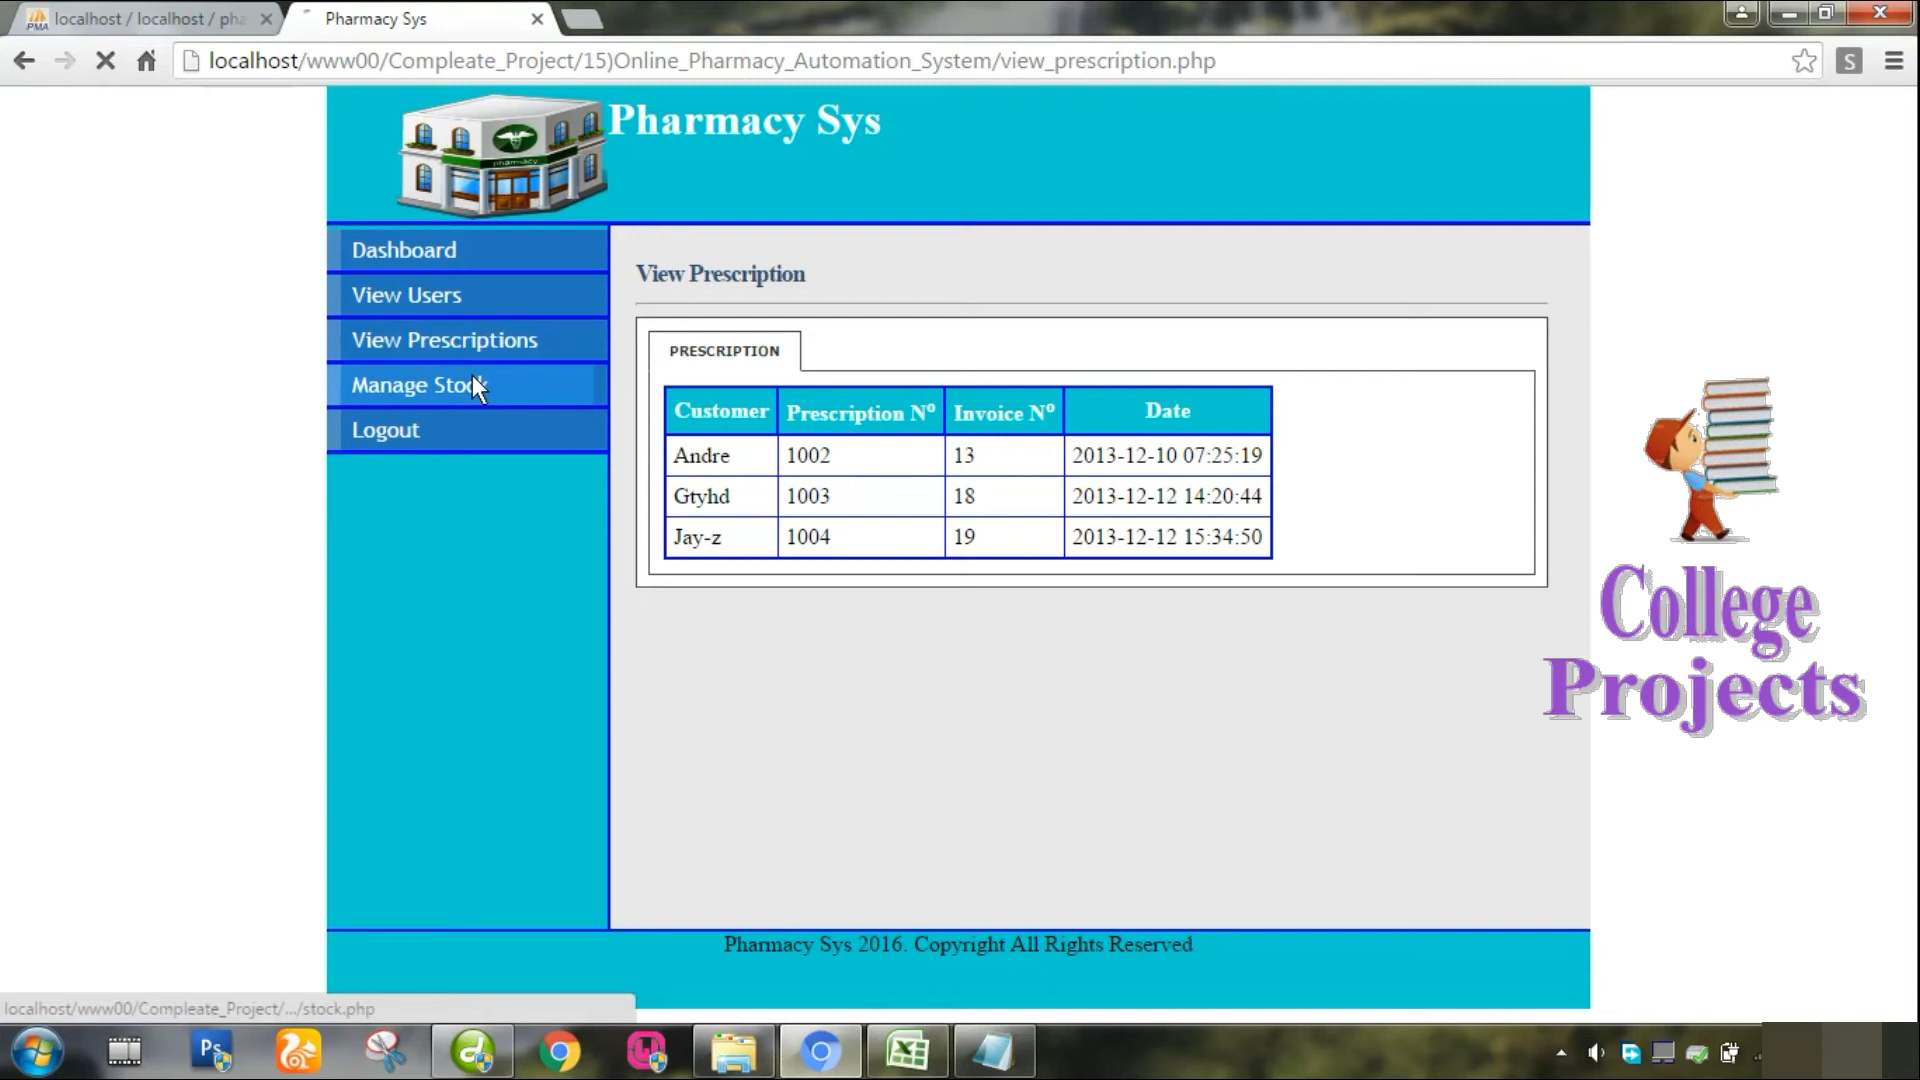 localhost / localhost / pha
Pharmacy Sys
localhost/www00/Compleate_Project/15)Online_Pharmacy_Automation_System/view_prescription.php
S
Pharmacy Sys
pharmacy
Dashboard
View Users
View Prescriptions
Manage Stock
Logout
View Prescription
PRESCRIPTION
Customer Prescription Nº Invoice Nº Date
Andre 1002 13 2013-12-10 07:25:19
Gtyhd 1003 18 2013-12-12 14:20:44
Jay-z 1004 19 2013-12-12 15:34:50
College
Projects
Pharmacy Sys 2016. Copyright All Rights Reserved
localhost/www00/Compleate_Project/.../stock.php
Ps